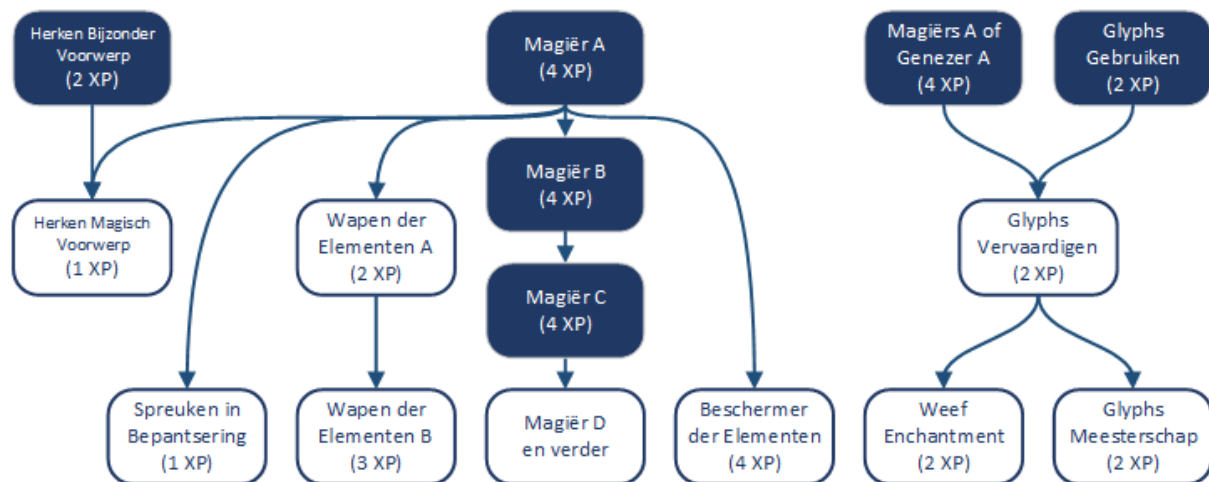 Herken Bijzonder
Voorwerp
(2 XP)
Magiër A
(4 XP)
Magiërs A of
Genezer A
(4 XP)
Glyphs
Gebruiken
(2 XP)
Magiër B
(4 XP)
Herken Magisch
Voorwerp
(1 XP)
Wapen der
Elementen A
(2 XP)
Glyphs
Vervaardigen
(2 XP)
Magiër C
(4 XP)
Spreuken in
Bepantsering
(1 XP)
Wapen der
Elementen B
(3 XP)
Magiër D
en verder
Beschermer
der Elementen
(4 XP)
Weef
Enchantment
(2 XP)
Glyphs
Meesterschap
(2 XP)